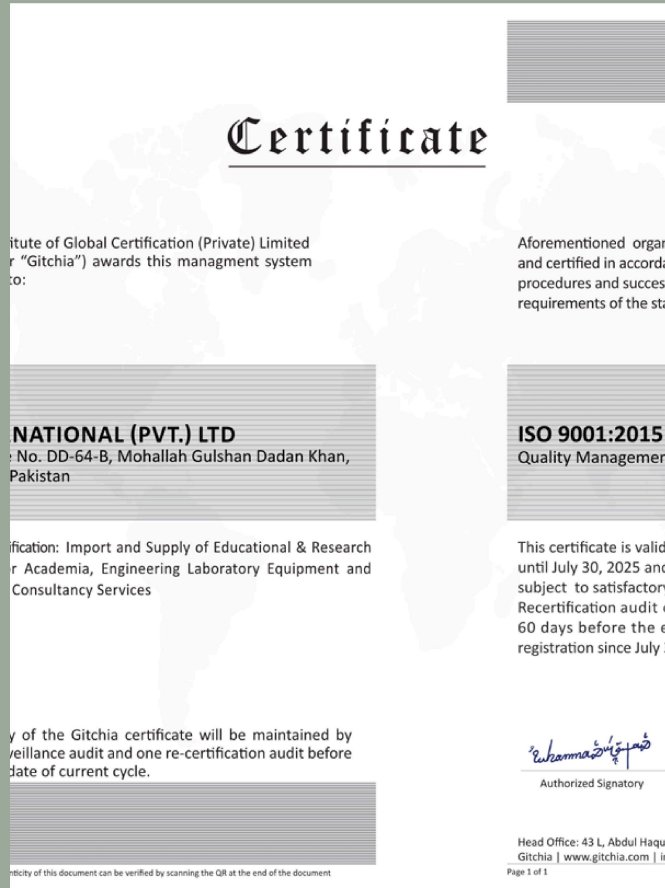 Certificate
itute of Global Certification (Private) Limited
r “Gitchia”) awards this managment system
to:
NATIONAL (PVT.) LTD
No. DD-64-B, Mohallah Gulshan Dadan Khan,
Pakistan
ification: Import and Supply of Educational & Research
r Academia, Engineering Laboratory Equipment and
Consultancy Services
y of the Gitchia certificate will be maintained by
veillance audit and one re-certification audit before
date of current cycle.
nticity of this document can be verified by scanning the QR at the end of the document
Aforementioned organ
and certified in accorda
procedures and success
requirements of the sta
ISO 9001:2015
Quality Managemen
This certificate is valid
until July 30, 2025 and
subject to satisfactory
Recertification audit
60 days before the e
registration since July
Authorized Signatory
Head Office: 43 L, Abdul Haqu
Gitchia | www.gitchia.com | in
Page 1 of 1